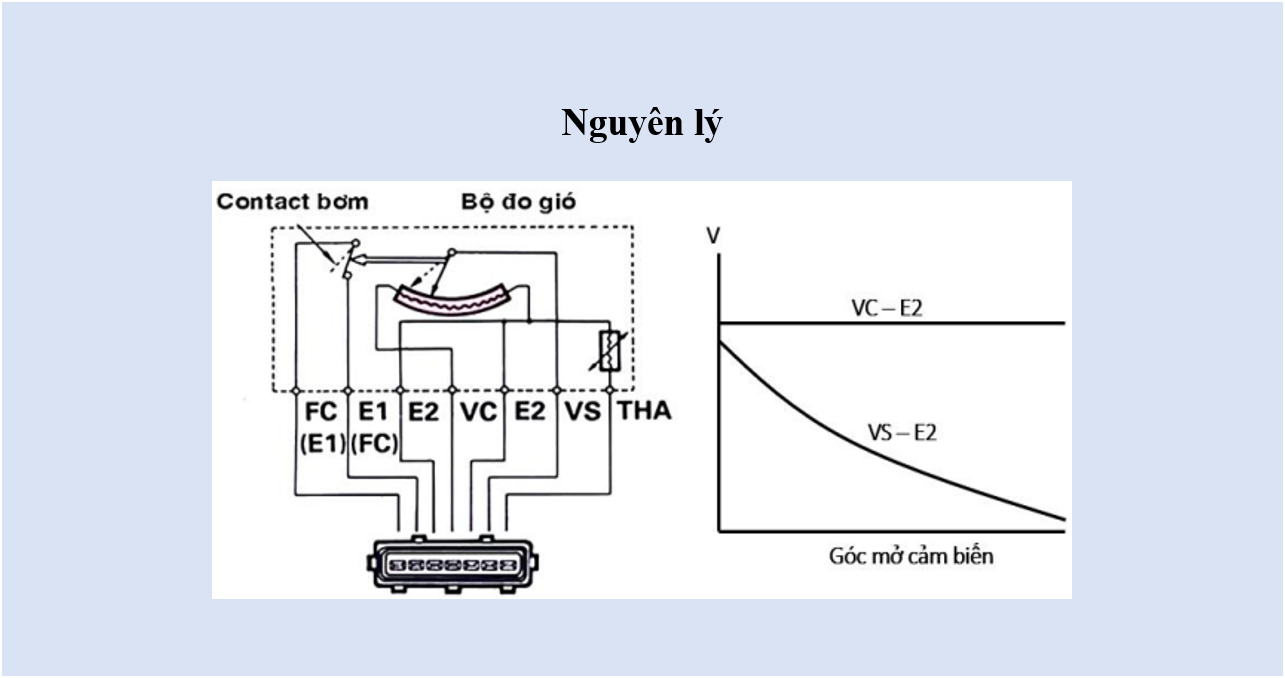 Nguyên lý
Contact bơm
Bộ đo gió
FC E1 E2 VC E2 VS THA
(E1) (FC)
V
VC – E2
VS – E2
Góc mở cảm biến